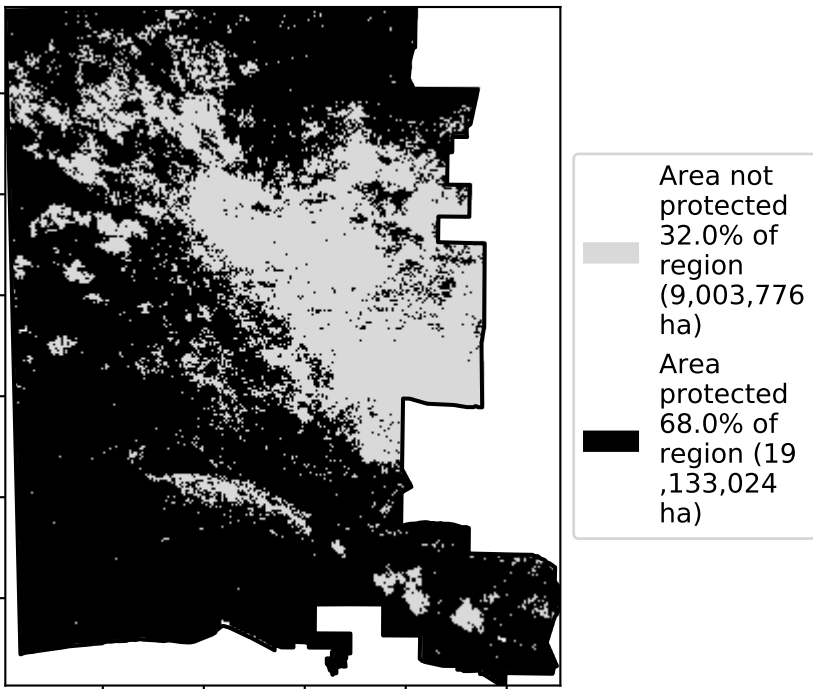 Area not
protected
32.0% of
region
(9,003,776
ha)
Area
protected
68.0% of
region (19
,133,024
ha)